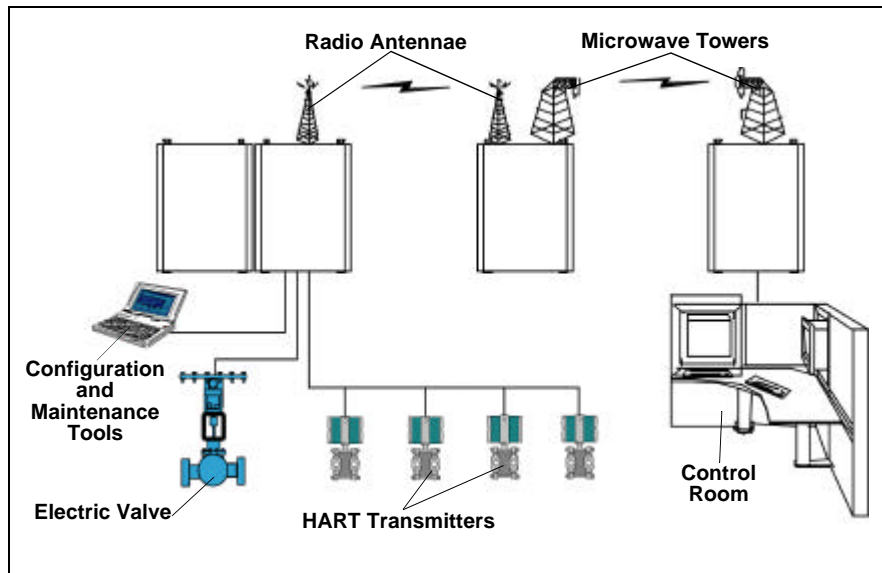 Radio Antennae
Microwave Towers
Configuration
and
Maintenance
Tools
Electric Valve
HART Transmitters
Control
Room